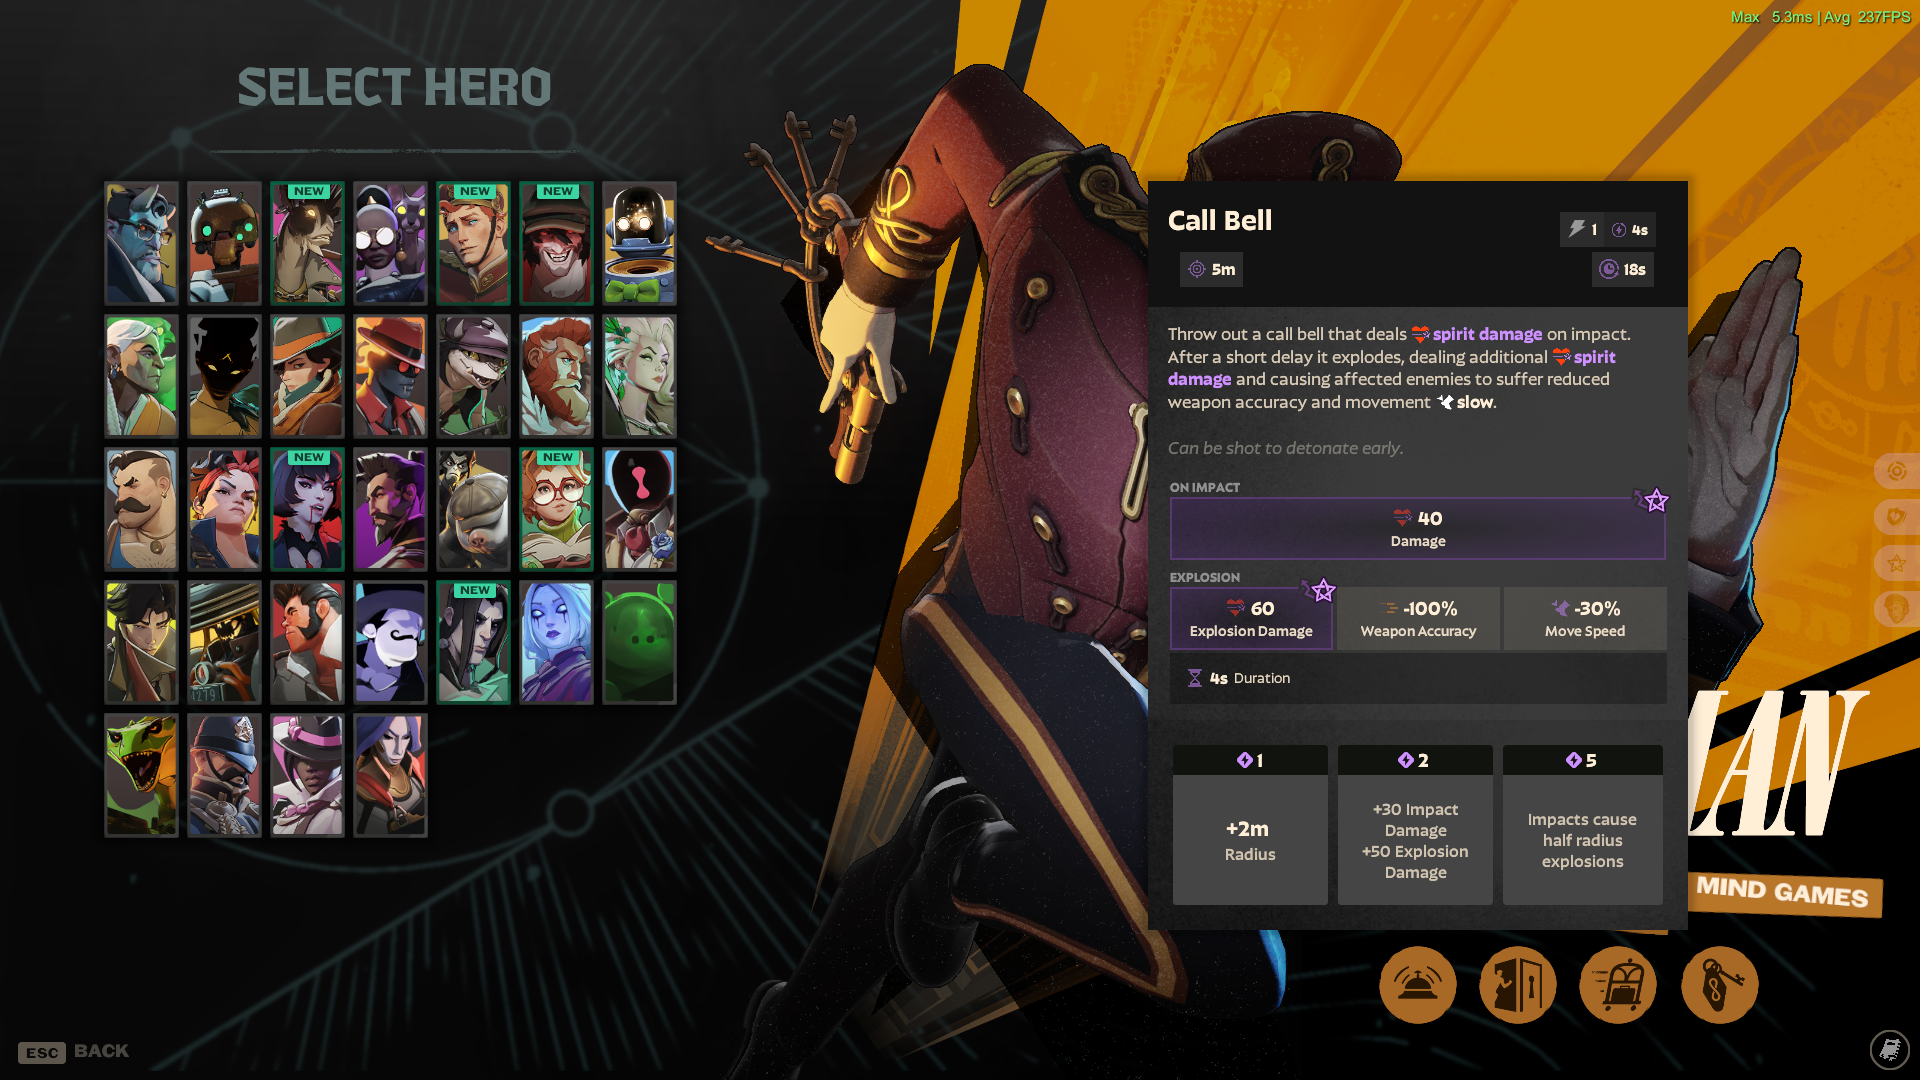 Max 5.3ms | Avg 237FPS
SELECT HERO
NEW
NEW
NEW
NEW
NEW
NEW
Call Bell
1 4s
5m
18s
Throw out a call bell that deals spirit damage on impact.
After a short delay it explodes, dealing additional spirit
damage and causing affected enemies to suffer reduced
weapon accuracy and movement slow.
Can be shot to detonate early.
ON IMPACT
40
Damage
EXPLOSION
60
Explosion Damage
-100%
Weapon Accuracy
-30%
Move Speed
4s Duration
1
+2m
Radius
2
+30 Impact
Damage
+50 Explosion
Damage
5
Impacts cause
half radius
explosions
MAN
MIND GAMES
ESC BACK